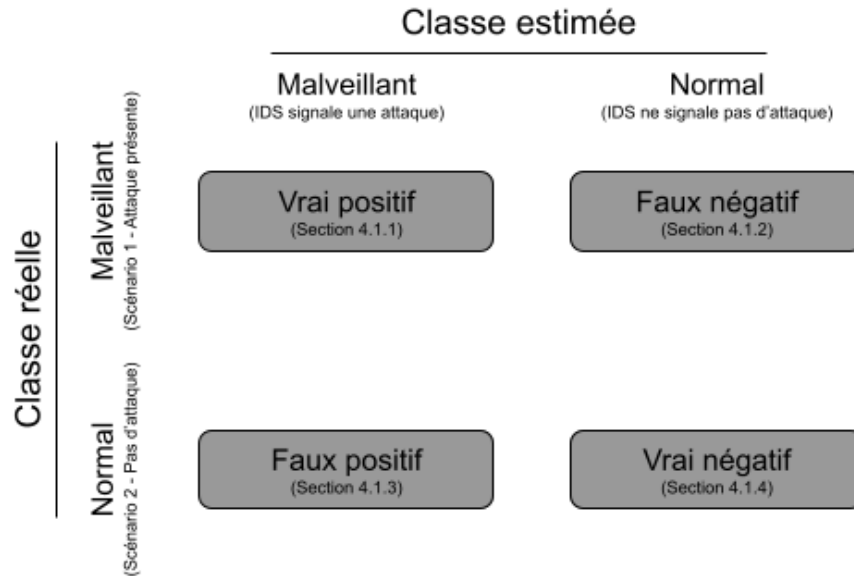 Classe estimée
Malveillant
(IDS signale une attaque)
Normal
(IDS ne signale pas d'attaque)
Classe réelle
Malveillant
(Scénario 1 - Attaque présente)
Vrai positif
(Section 4.1.1)
Faux négatif
(Section 4.1.2)
Normal
(Scénario 2 - Pas d'attaque)
Faux positif
(Section 4.1.3)
Vrai négatif
(Section 4.1.4)